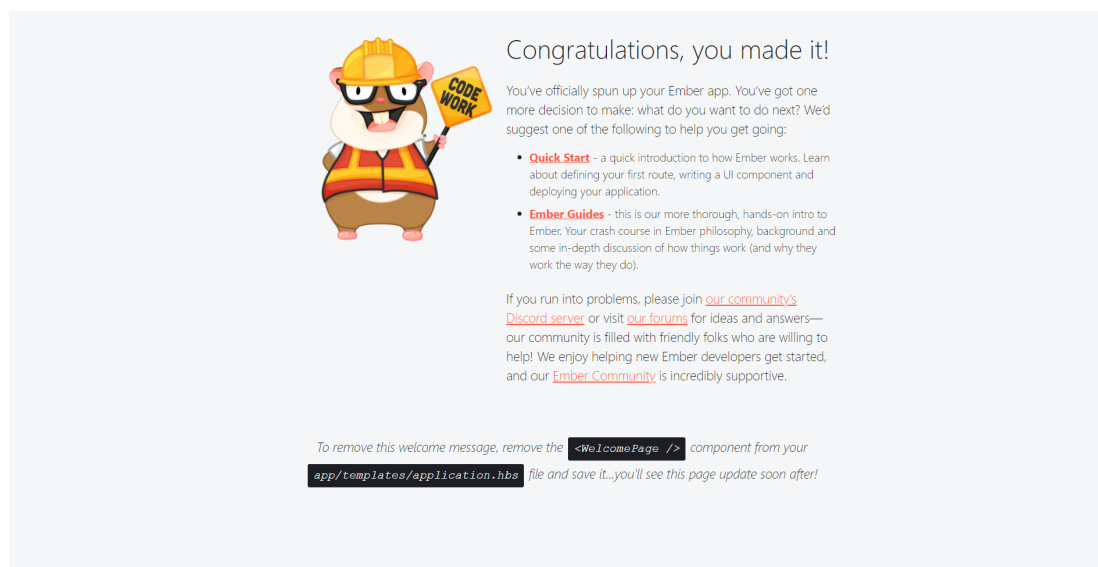 CODE
WORK
Congratulations, you made it!
You've officially spun up your Ember app. You've got one
more decision to make: what do you want to do next? We'd
suggest one of the following to help you get going:
• Quick Start - a quick introduction to how Ember works. Learn
about defining your first route, writing a UI component and
deploying your application.
• Ember Guides - this is our more thorough, hands-on intro to
Ember. Your crash course in Ember philosophy, background and
some in-depth discussion of how things work (and why they
work the way they do).
If you run into problems, please join our community's
Discord server or visit our forums for ideas and answers—
our community is filled with friendly folks who are willing to
help! We enjoy helping new Ember developers get started,
and our Ember Community is incredibly supportive.
To remove this welcome message, remove the <WelcomePage /> component from your
app/templates/application.hbs file and save it...you'll see this page update soon after!